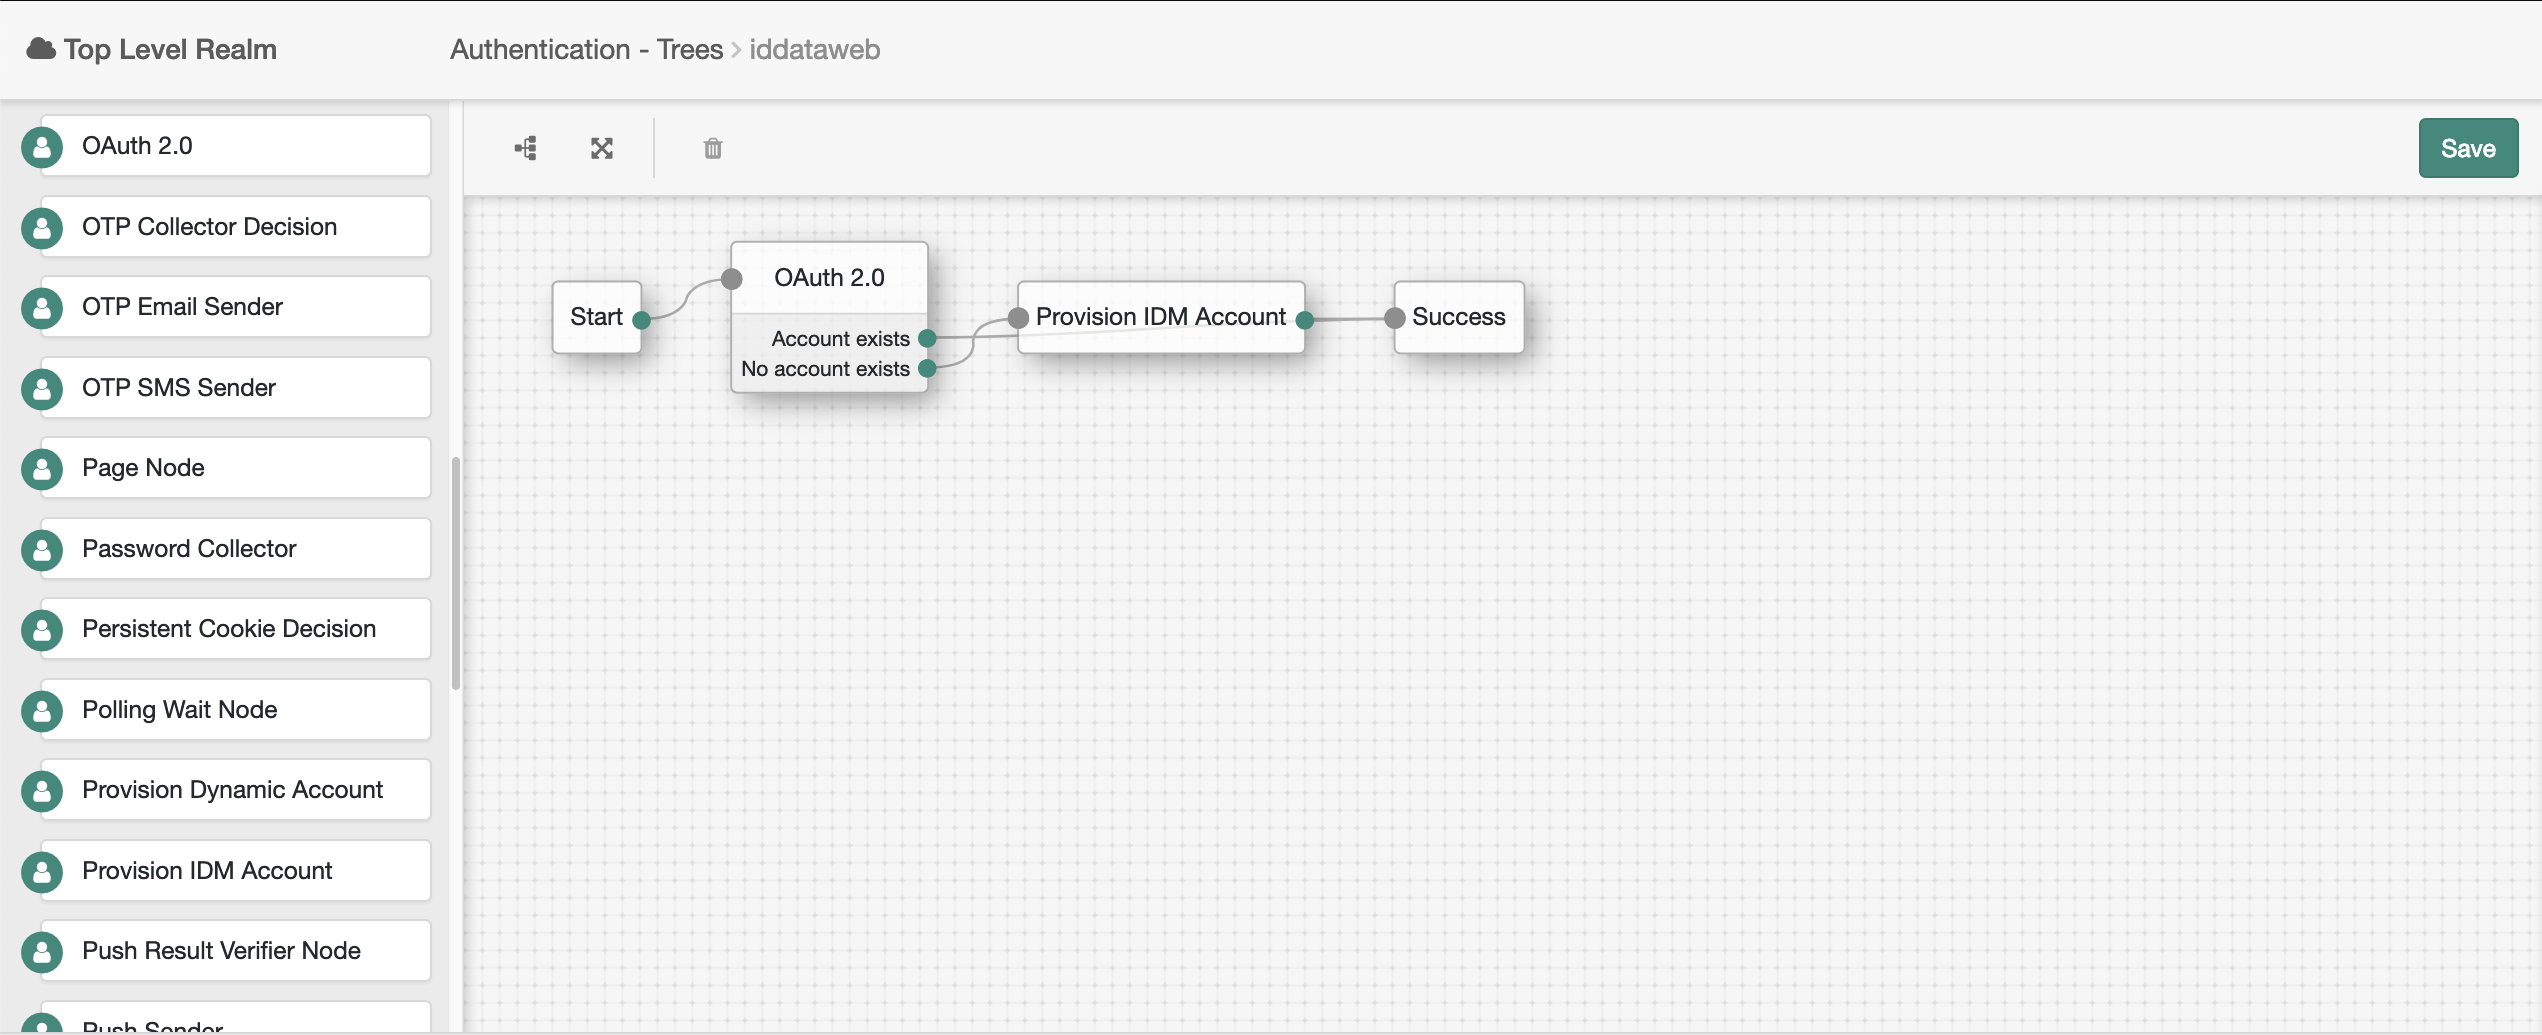 Top Level Realm
Authentication - Trees > iddataweb
OAuth 2.0
OTP Collector Decision
OTP Email Sender
OTP SMS Sender
Page Node
Password Collector
Persistent Cookie Decision
Polling Wait Node
Provision Dynamic Account
Provision IDM Account
Push Result Verifier Node
Push Sender
Save
Start
OAuth 2.0
Account exists
No account exists
Provision IDM Account
Success